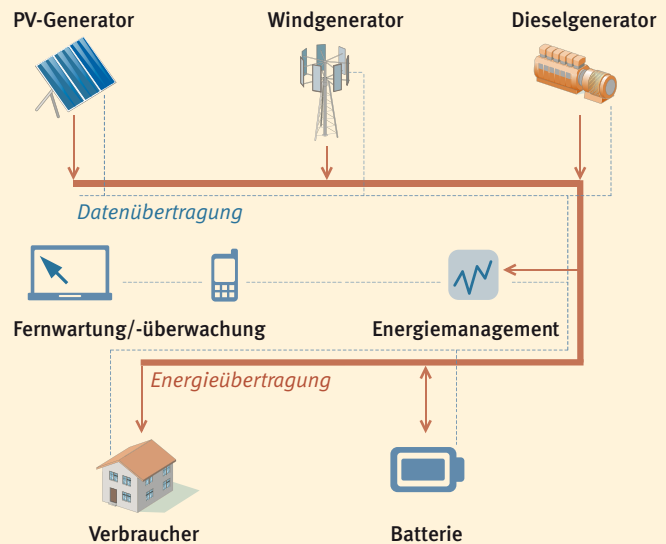 PV-Generator
Windgenerator
Dieselgenerator
Datenübertragung
Fernwartung/-überwachung
Energiemanagement
Energieübertragung
Verbraucher
Batterie